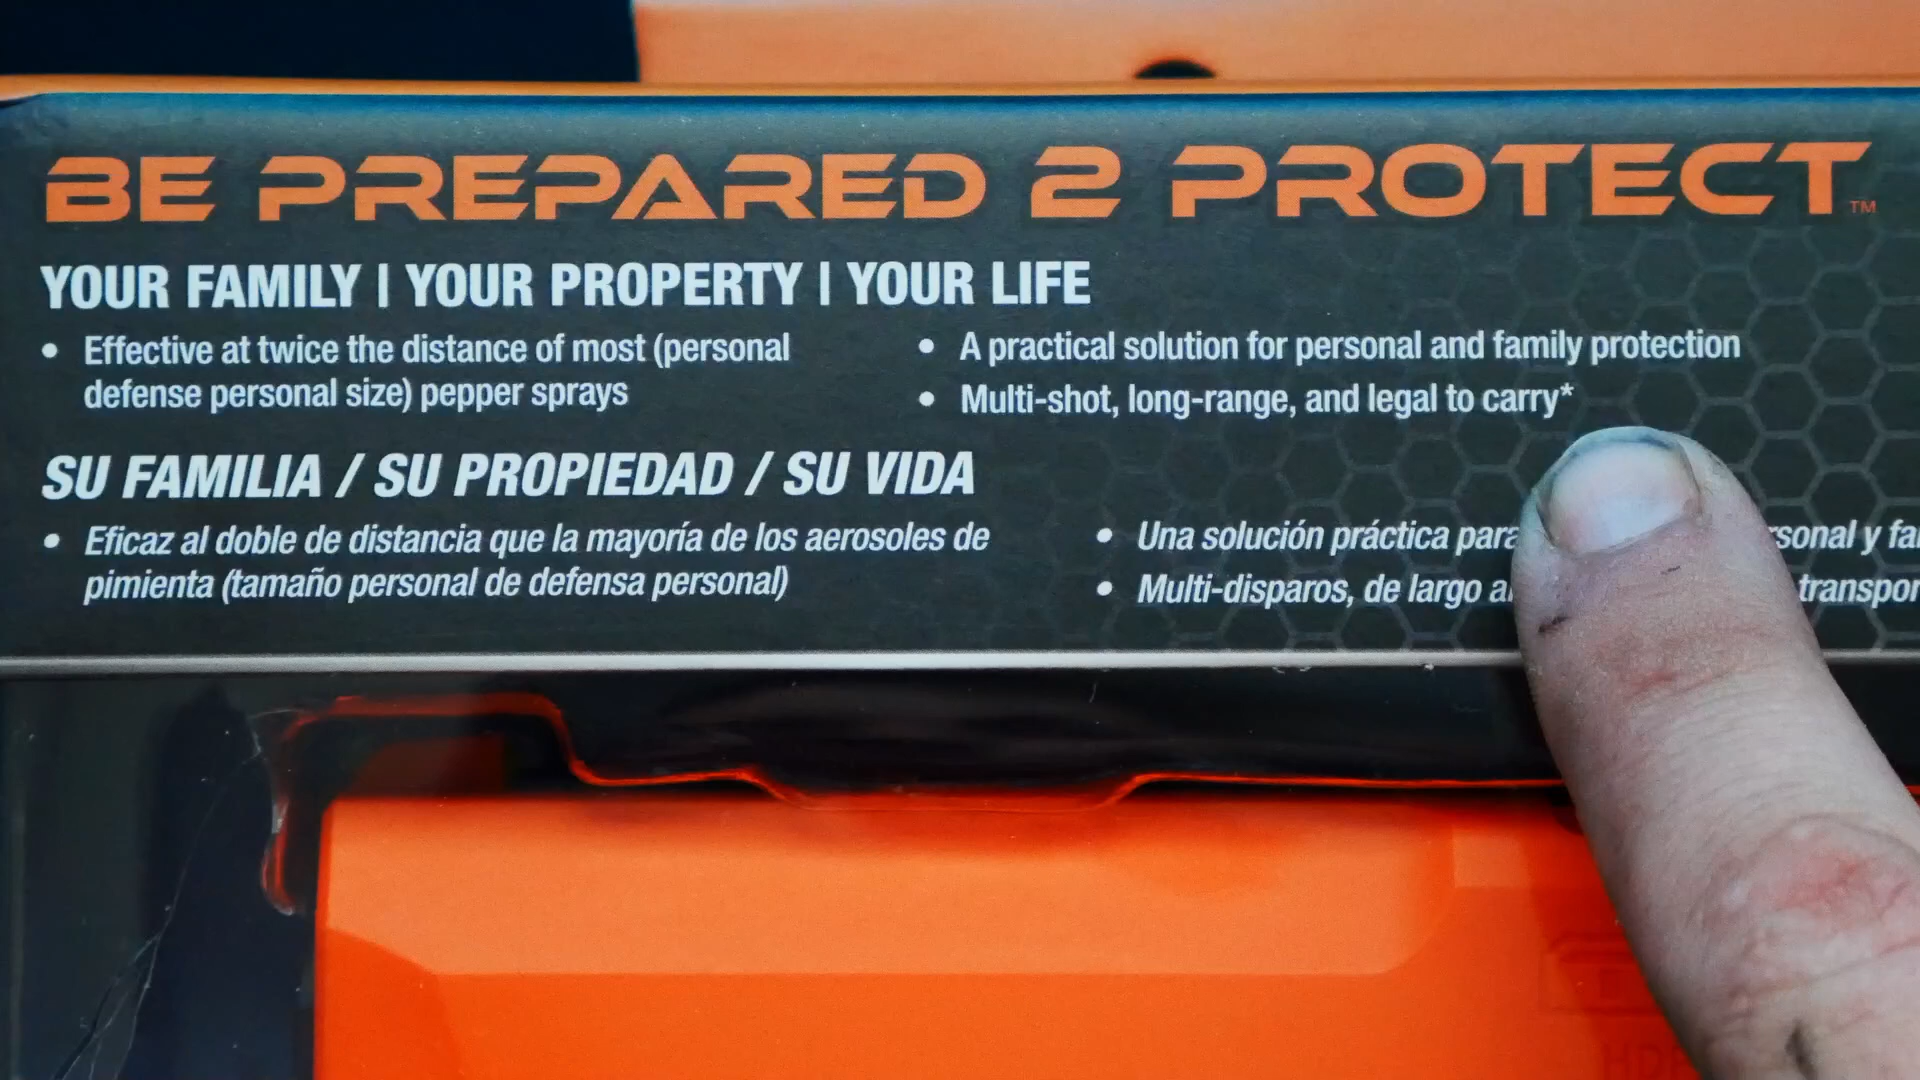 BE PREPARED 2 PROTECT™
YOUR FAMILY | YOUR PROPERTY | YOUR LIFE
• Effective at twice the distance of most (personal
defense personal size) pepper sprays
• A practical solution for personal and family protection
• Multi-shot, long-range, and legal to carry*
SU FAMILIA / SU PROPIEDAD / SU VIDA
• Eficaz al doble de distancia que la mayoría de los aerosoles de
pimienta (tamaño personal de defensa personal)
• Una solución práctica para y
• Multi-disparos, de largo